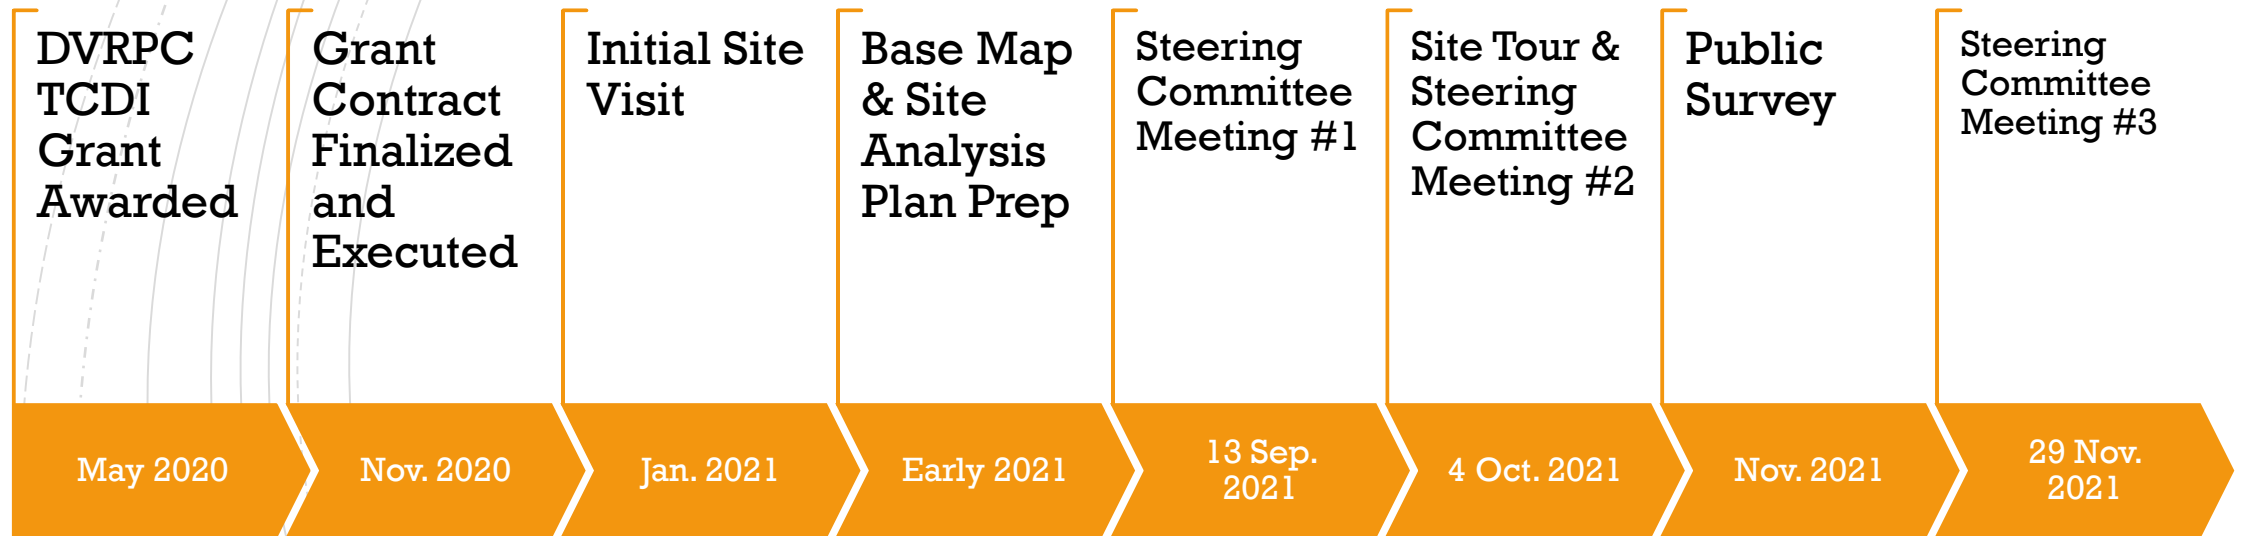 DVRPC
TCDI
Grant
Awarded
Grant
Contract
Finalized
and
Executed
Initial Site
Visit
Base Map
& Site
Analysis
Plan Prep
Steering
Committee
Meeting #1
Site Tour &
Steering
Committee
Meeting #2
Public
Survey
Steering
Committee
Meeting #3
May 2020
Nov. 2020
Jan. 2021
Early 2021
13 Sep.
2021
4 Oct. 2021
Nov. 2021
29 Nov.
2021